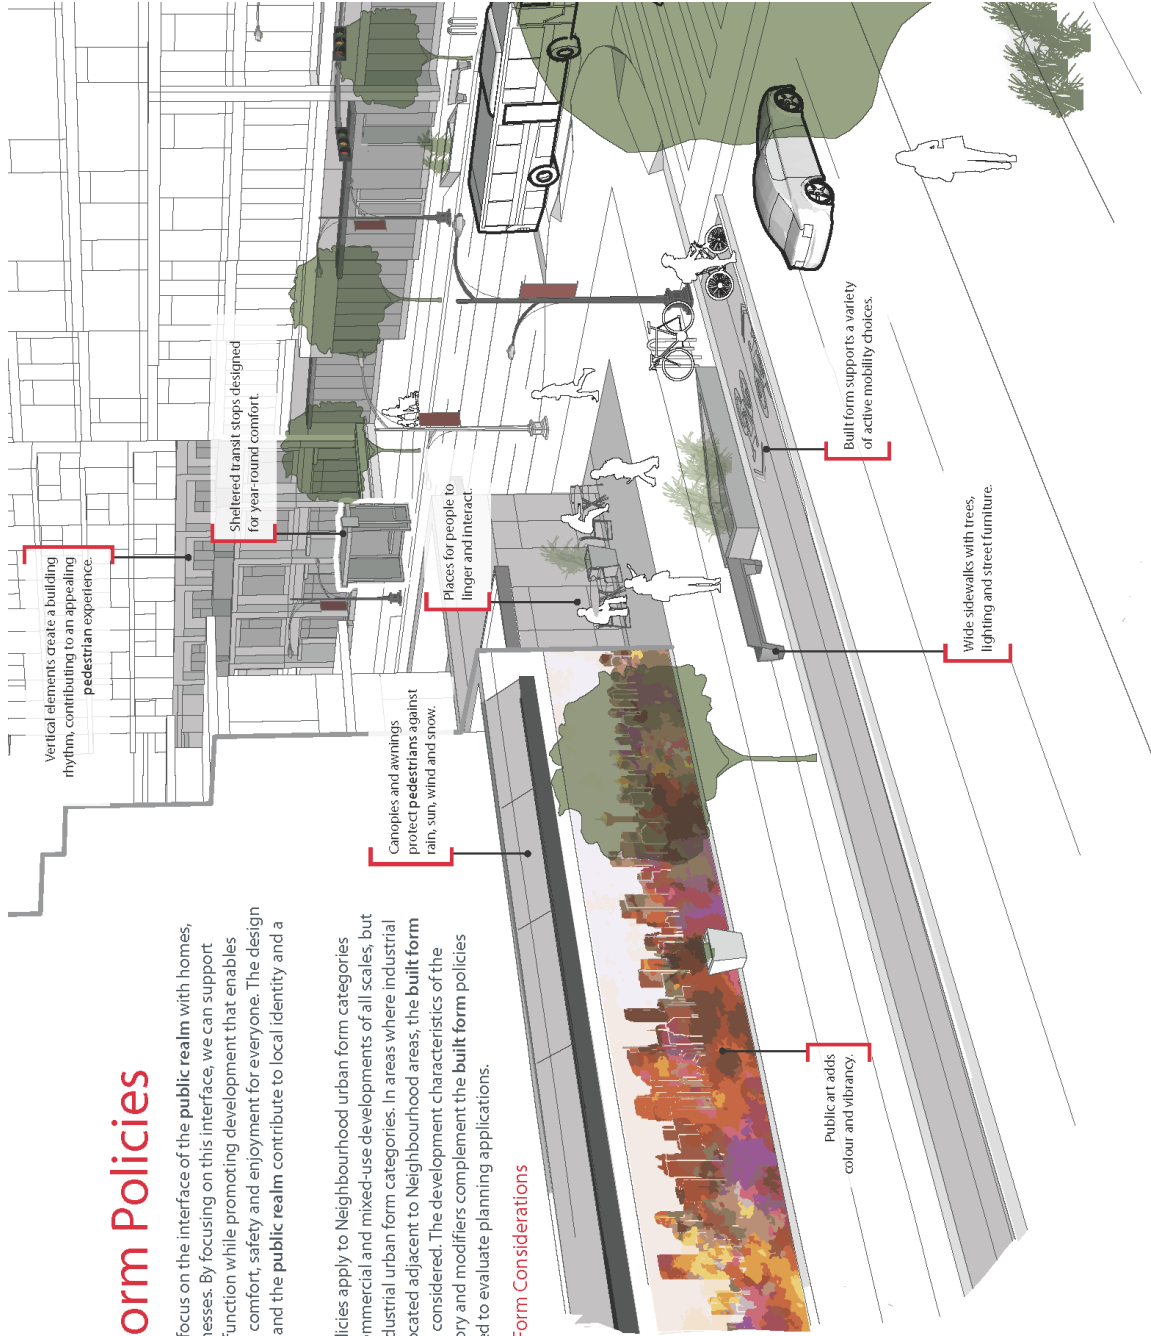 orm Policies
focus on the interface of the public realm with homes,
nesses. By focusing on this interface, we can support
function while promoting development that enables
comfort, safety and enjoyment for everyone. The design
and the public realm contribute to local identity and a
licies apply to Neighbourhood urban form categories
mmercial and mixed-use developments of all scales, but
dustrial urban form categories. In areas where industrial
ocated adjacent to Neighbourhood areas, the built form
considered. The development characteristics of the
ory and modifiers complement the built form policies
ed to evaluate planning applications.
Form Considerations
Vertical elements create a building
rhythm, contributing to an appealing
pedestrian experience.
Sheltered transit stops designed
for year-round comfort.
Canopies and awnings
protect pedestrians against
rain, sun, wind and snow.
Places for people to
linger and interact.
Public art adds
colour and vibrancy.
Built form supports a variety
of active mobility choices.
Wide sidewalks with trees,
lighting and street furniture.